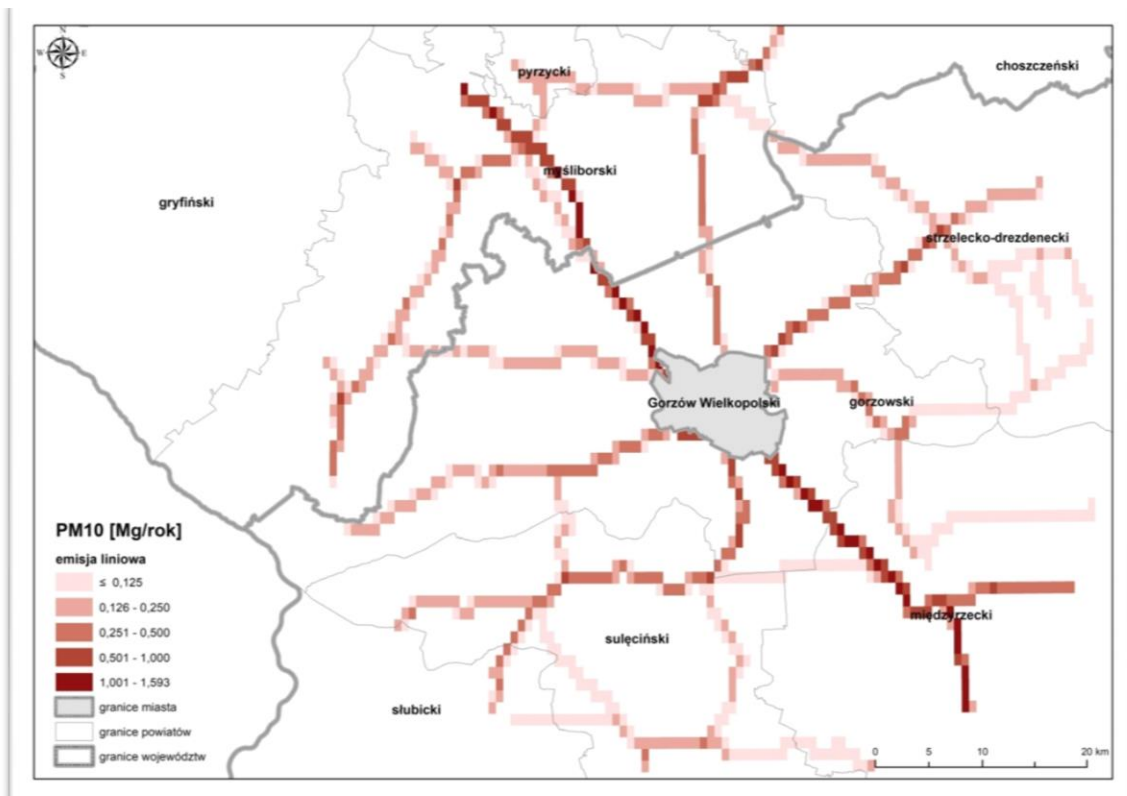 N
W
E
S
choszczeński
pyrzycki
myśliborski
gryfiński
strzelecko-drezdenecki
Gorzów Wielkopolski
gorzowski
PM10 [Mg/rok]
emisja liniowa
≤ 0,125
0,126 - 0,250
0,251 - 0,500
0,501 - 1,000
1,001 - 1,593
granice miasta
granice powiatów
granice województw
międzyrzecki
sulęciński
słubicki
0 5 10 20 km